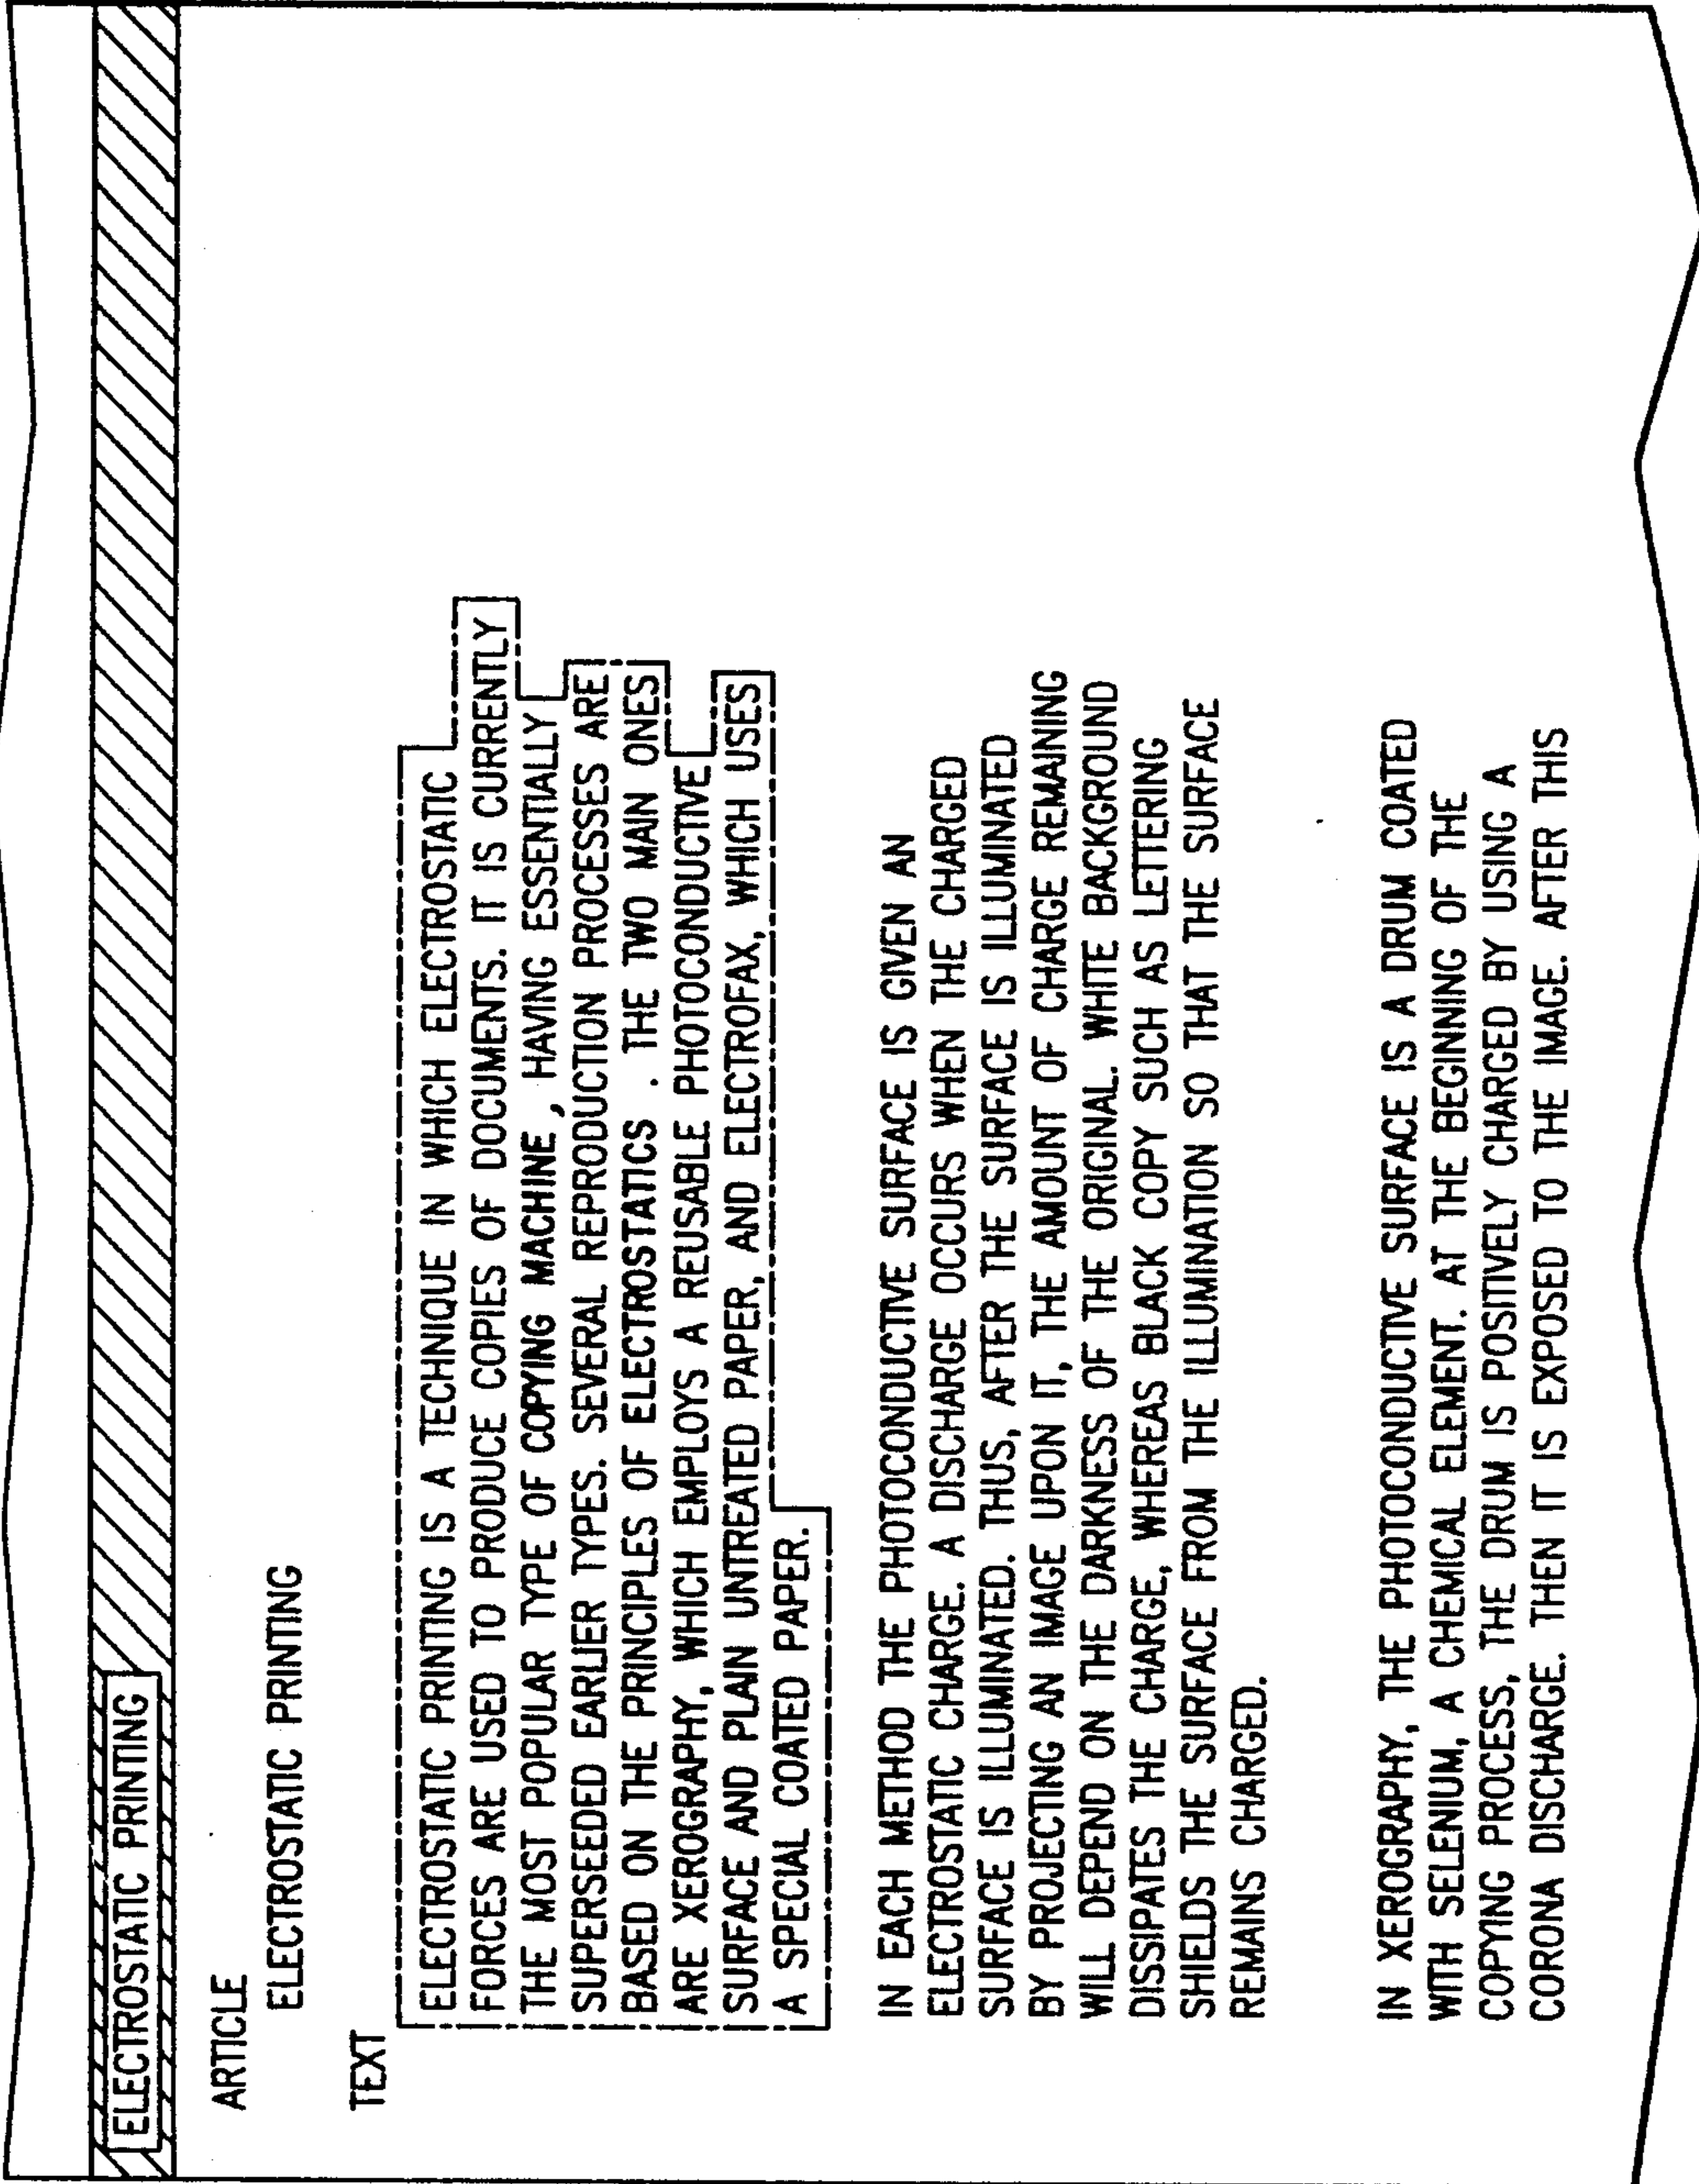 ELECTROSTATIC PRINTING
ARTICLE
ELECTROSTATIC PRINTING
TEXT
ELECTROSTATIC PRINTING IS A TECHNIQUE IN WHICH ELECTROSTATIC
FORCES ARE USED TO PRODUCE COPIES OF DOCUMENTS. IT IS CURRENTLY
THE MOST POPULAR TYPE OF COPYING MACHINE , HAVING ESSENTIALLY
SUPERSEDED EARLIER TYPES. SEVERAL REPRODUCTION PROCESSES ARE
BASED ON THE PRINCIPLES OF ELECTROSTATICS . THE TWO MAIN ONES
ARE XEROGRAPHY, WHICH EMPLOYS A REUSABLE PHOTOCONDUCTIVE
SURFACE AND PLAIN UNTREATED PAPER, AND ELECTROFAX, WHICH USES
A SPECIAL COATED PAPER.
IN EACH METHOD THE PHOTOCONDUCTIVE SURFACE IS GIVEN AN
ELECTROSTATIC CHARGE. A DISCHARGE OCCURS WHEN THE CHARGED
SURFACE IS ILLUMINATED. THUS, AFTER THE SURFACE IS ILLUMINATED
BY PROJECTING AN IMAGE UPON IT, THE AMOUNT OF CHARGE REMAINING
WILL DEPEND ON THE DARKNESS OF THE ORIGINAL. WHITE BACKGROUND
DISSIPATES THE CHARGE, WHEREAS BLACK COPY SUCH AS LETTERING
SHIELDS THE SURFACE FROM THE ILLUMINATION SO THAT THE SURFACE
REMAINS CHARGED.
IN XEROGRAPHY, THE PHOTOCONDUCTIVE SURFACE IS A DRUM COATED
WITH SELENIUM, A CHEMICAL ELEMENT. AT THE BEGINNING OF THE
COPYING PROCESS, THE DRUM IS POSITIVELY CHARGED BY USING A
CORONA DISCHARGE. THEN IT IS EXPOSED TO THE IMAGE. AFTER THIS